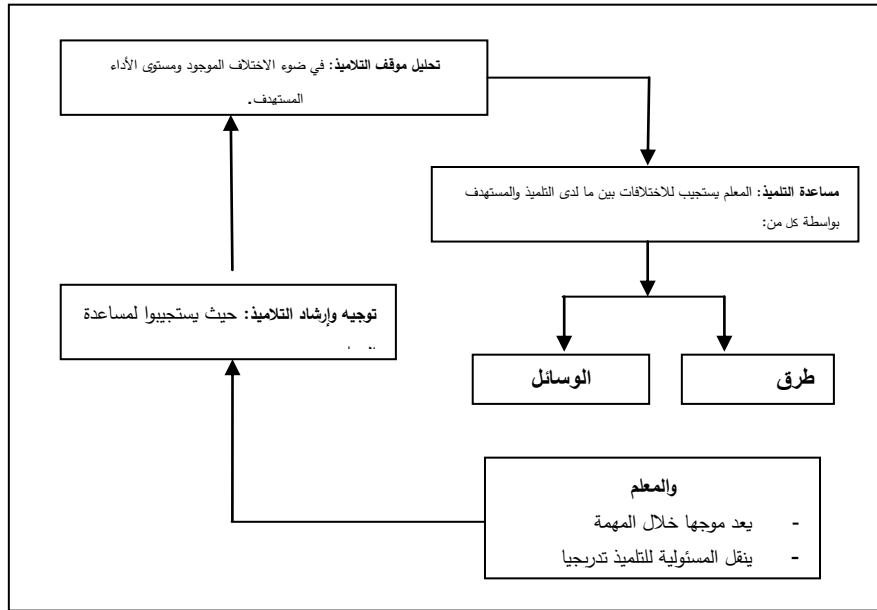 تحليل موقف التلاميذ: في ضوء الاختلاف الموجود ومستوى الأداء
المستهدف.
مساعدة التلميذ: المعلم يستجيب للاختلافات بين ما لدى التلميذ والمستهدف
بواسطة كل من:
طرق
الوسائل
والمعلم
- يعد موجها خلال المهمة
- ينقل المسئولية للتلميذ تدريجيا
توجيه وإرشاد التلاميذ: حيث يستجيبوا لمساعدة